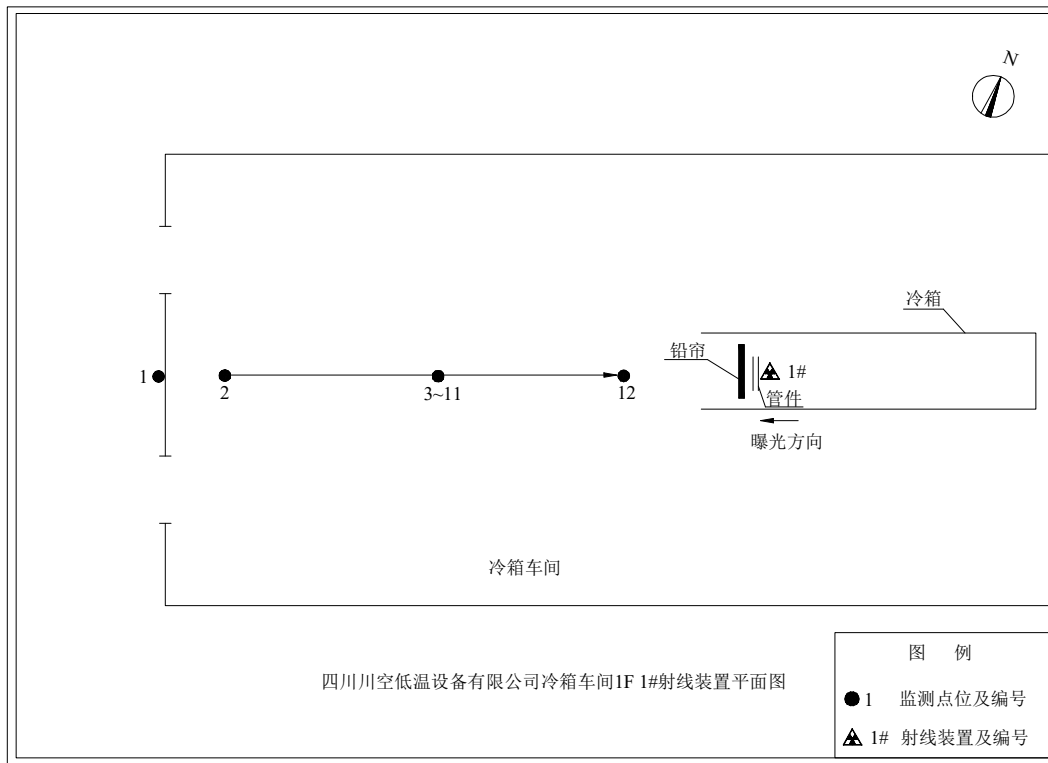 N
冷箱
铅帘
1#
1
2
3~11
12
管件
曝光方向
冷箱车间
四川川空低温设备有限公司冷箱车间1F 1#射线装置平面图
图 例
1 监测点位及编号
1# 射线装置及编号